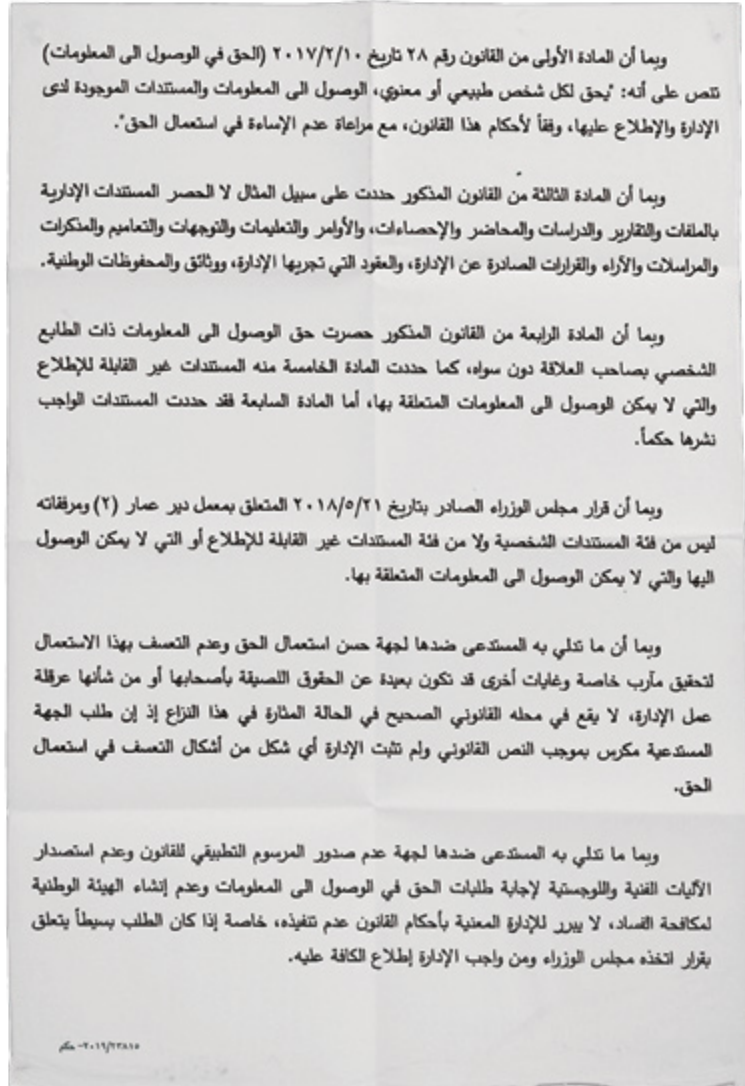 وبما أن المادة الأولى من القانون رقم ٢٨ تاريخ ٢٠١٧/٢/١٠ (الحق في الوصول الى المعلومات)
تنص على أنه: "يحق لكل شخص طبيعي أو معنوي، الوصول الى المعلومات والمستندات الموجودة لدى
الإدارة والإطلاع عليها، وفقاً لأحكام هذا القانون، مع مراعاة عدم الإساءة في استعمال الحق".
وبما أن المادة الثالثة من القانون المذكور حددت على سبيل المثال لا الحصر المستندات الإدارية
بالملفات والتقارير والدراسات والمحاضر والإحصاءات، والأوامر والتعليمات والتوجهات والتعاميم والمذكرات
والمراسلات والآراء والقرارات الصادرة عن الإدارة، والعقود التي تجريها الإدارة، ووثائق والمحفوظات الوطنية.
وبما أن المادة الرابعة من القانون المذكور حصرت حق الوصول الى المعلومات ذات الطابع
الشخصي بصاحب العلاقة دون سواه، كما حددت المادة الخامسة منه المستندات غير القابلة للإطلاع
والتي لا يمكن الوصول الى المعلومات المتعلقة بها، أما المادة السابعة فقد حددت المستندات الواجب
نشرها حكماً.
وبما أن قرار مجلس الوزراء الصادر بتاريخ ٢٠١٨/٥/٢١ المتعلق بمعمل دير عمار (٢) ومرفقاته
ليس من فئة المستندات الشخصية ولا من فئة المستندات غير القابلة للإطلاع أو التي لا يمكن الوصول
اليها والتي لا يمكن الوصول الى المعلومات المتعلقة بها.
وبما أن ما تدلي به المستدعى ضدها لجهة حسن استعمال الحق وعدم التعسف بهذا الاستعمال
لتحقيق مآرب خاصة وغايات أخرى قد تكون بعيدة عن الحقوق اللصيقة بأصحابها أو من شأنها عرقلة
عمل الإدارة، لا يقع في محله القانوني الصحيح في الحالة المثارة في هذا النزاع إذ إن طلب الجهة
المستدعية مكرس بموجب النص القانوني ولم تثبت الإدارة أي شكل من أشكال التعسف في استعمال
الحق.
وبما ما تدلي به المستدعى ضدها لجهة عدم صدور المرسوم التطبيقي للقانون وعدم استصدار
الآليات الفنية واللوجستية لإجابة طلبات الحق في الوصول الى المعلومات وعدم إنشاء الهيئة الوطنية
لمكافحة الفساد، لا يبرر للإدارة المعنية بأحكام القانون عدم تنفيذه، خاصة إذا كان الطلب بسيطاً يتعلق
بقرار اتخذه مجلس الوزراء ومن واجب الإدارة إطلاع الكافة عليه.
٢٠١٩/٢٣٨١٥- حكم